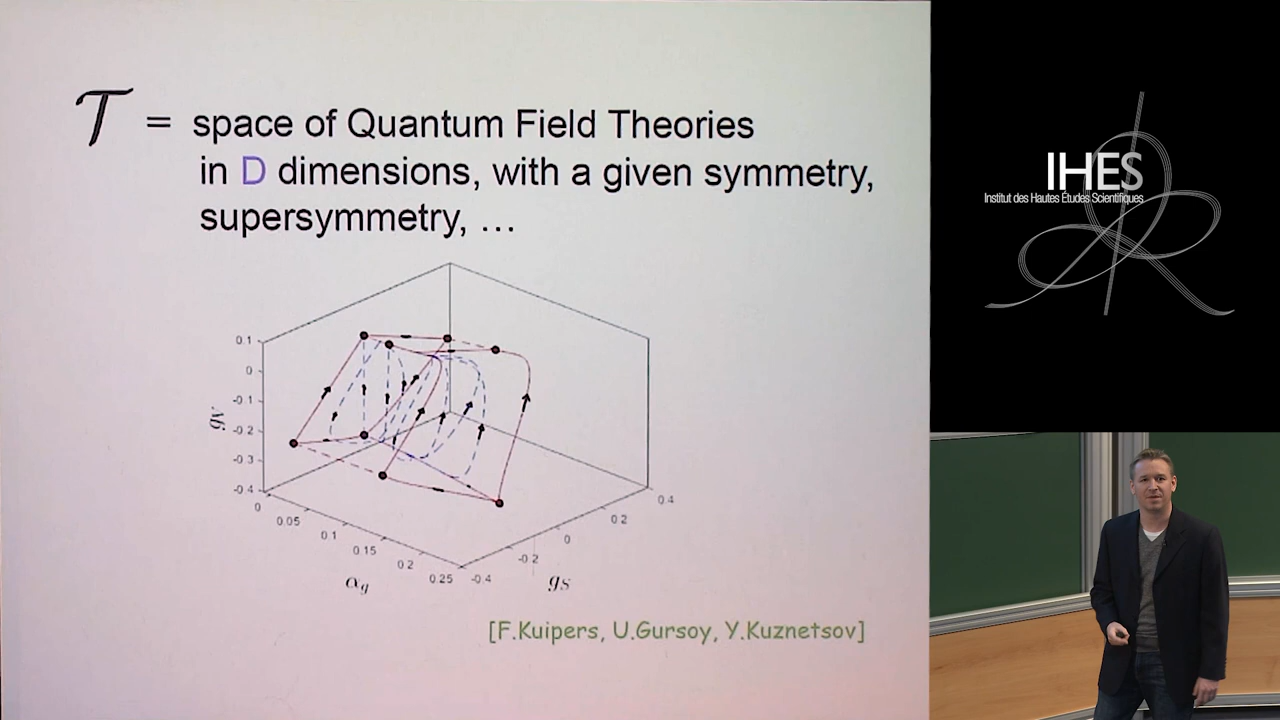 𝒯 = space of Quantum Field Theories
in D dimensions, with a given symmetry,
supersymmetry, …
0.1
0
-0.1
-0.2
-0.3
-0.4
gv
0
0.05
0.1
0.15
0.2
0.25
αg
-0.4
-0.2
0
0.2
0.4
gs
[F.Kuipers, U.Gursoy, Y.Kuznetsov]
IHES
Institut des Hautes Études Scientifiques